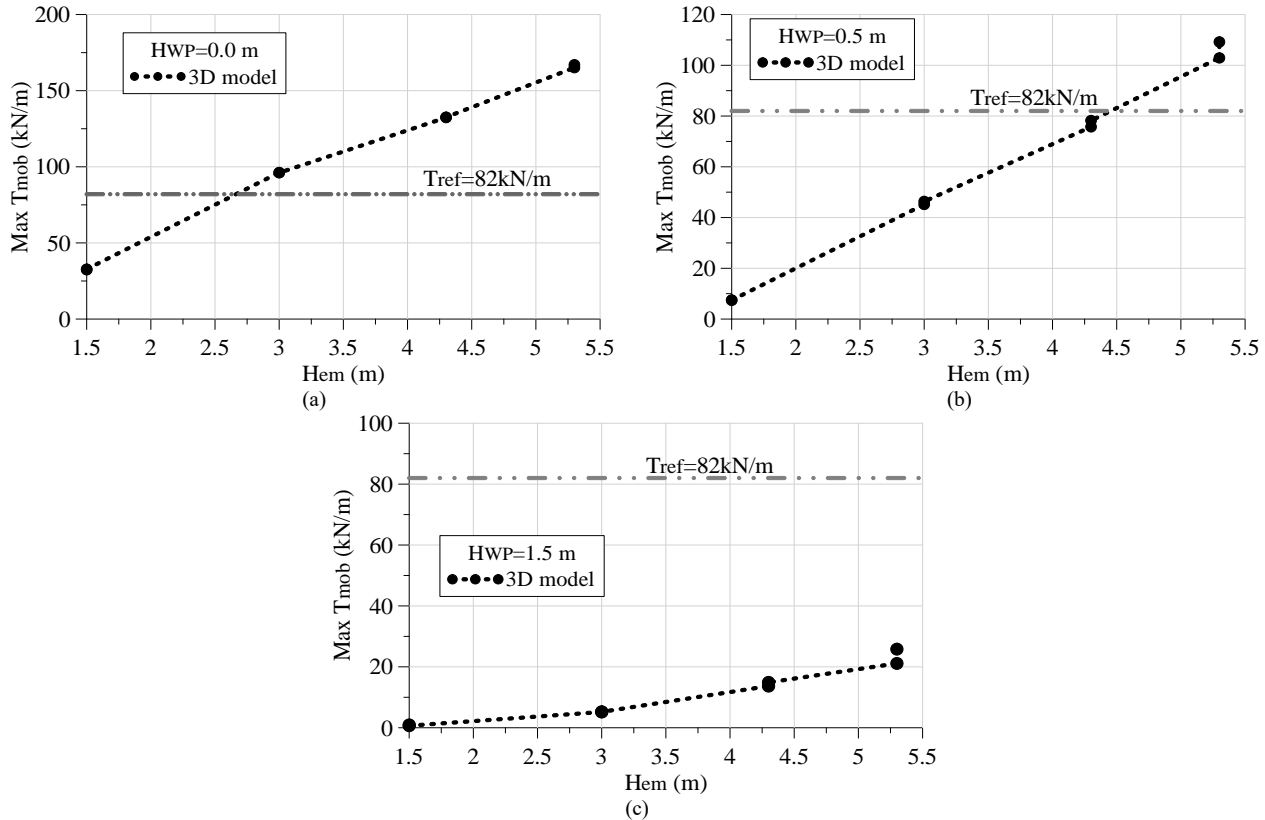 200
150
100
50
0
Max Tmob (kN/m)
HWP=0.0 m
3D model
Tref=82kN/m
1.5 2 2.5 3 3.5 4 4.5 5 5.5
Hem (m)
(a)
120
100
80
60
40
20
0
Max Tmob (kN/m)
HWP=0.5 m
3D model
Tref=82kN/m
1.5 2 2.5 3 3.5 4 4.5 5 5.5
Hem (m)
(b)
100
80
60
40
20
0
Max Tmob (kN/m)
Tref=82kN/m
HWP=1.5 m
3D model
1.5 2 2.5 3 3.5 4 4.5 5 5.5
Hem (m)
(c)